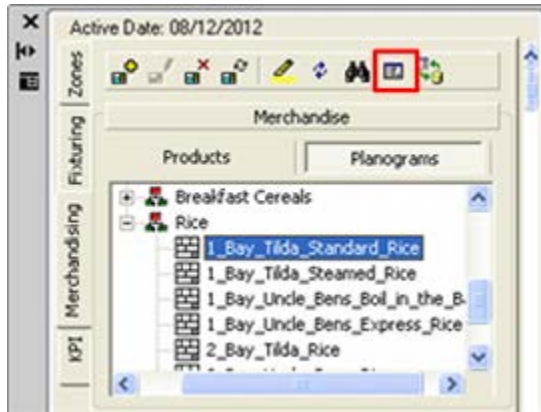 Active Date: 08/12/2012
Zones
Fixturing
Merchandising
KPI
Merchandise
Products
Planograms
Breakfast Cereals
Rice
1_Bay_Tilda_Standard_Rice
1_Bay_Tilda_Steamed_Rice
1_Bay_Uncle_Bens_Boil_in_the_B
1_Bay_Uncle_Bens_Express_Rice
2_Bay_Tilda_Rice